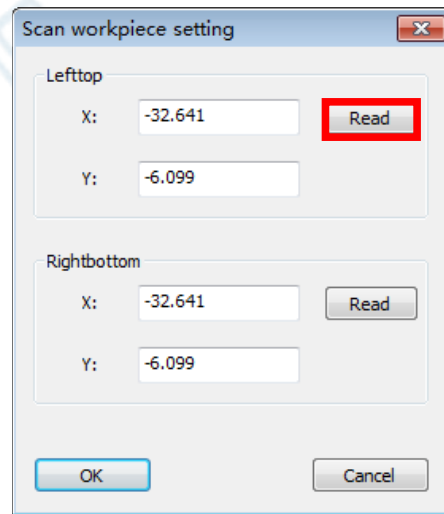 Scan workpiece setting
Lefttop
X: -32.641 Read
Y: -6.099
Rightbottom
X: -32.641 Read
Y: -6.099
OK Cancel